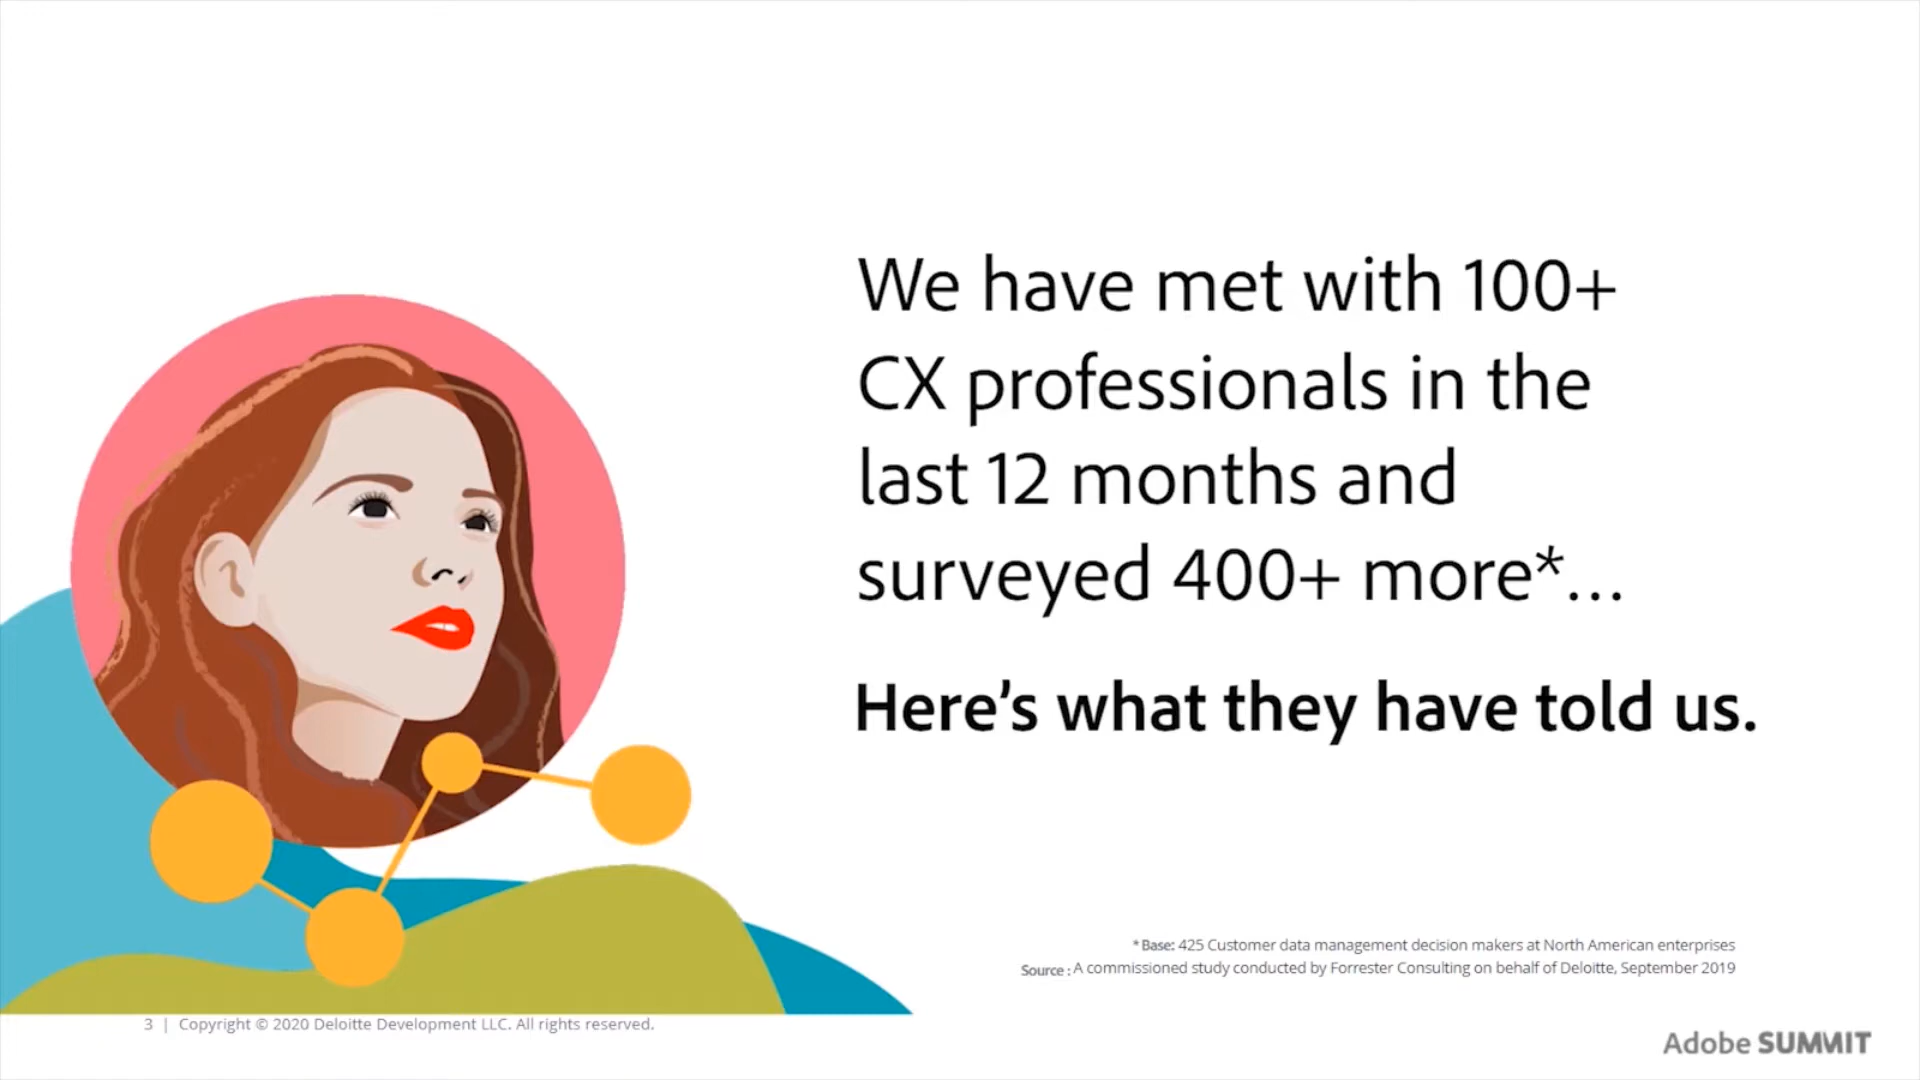 We have met with 100+
CX professionals in the
last 12 months and
surveyed 400+ more*...
Here's what they have told us.
*Base: 425 Customer data management decision makers at North American enterprises
Source : A commissioned study conducted by Forrester Consulting on behalf of Deloitte, September 2019
3 | Copyright © 2020 Deloitte Development LLC. All rights reserved.
Adobe SUMMIT